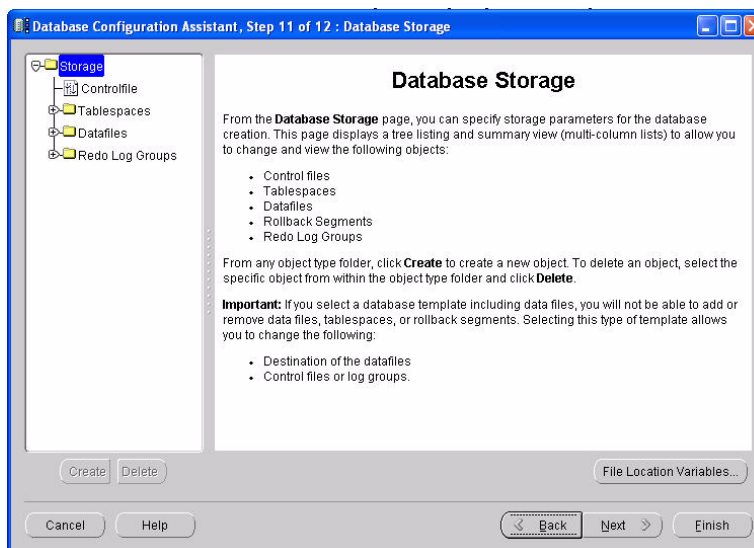 Database Configuration Assistant, Step 11 of 12 : Database Storage
Storage
Controlfile
Tablespaces
Datafiles
Redo Log Groups
Database Storage
From the Database Storage page, you can specify storage parameters for the database
creation. This page displays a tree listing and summary view (multi-column lists) to allow you
to change and view the following objects:
• Control files
• Tablespaces
• Datafiles
• Rollback Segments
• Redo Log Groups
From any object type folder, click Create to create a new object. To delete an object, select the
specific object from within the object type folder and click Delete.
Important: If you select a database template including data files, you will not be able to add or
remove data files, tablespaces, or rollback segments. Selecting this type of template allows
you to change the following:
• Destination of the datafiles
• Control files or log groups.
Create Delete File Location Variables...
Cancel Help Back Next Finish